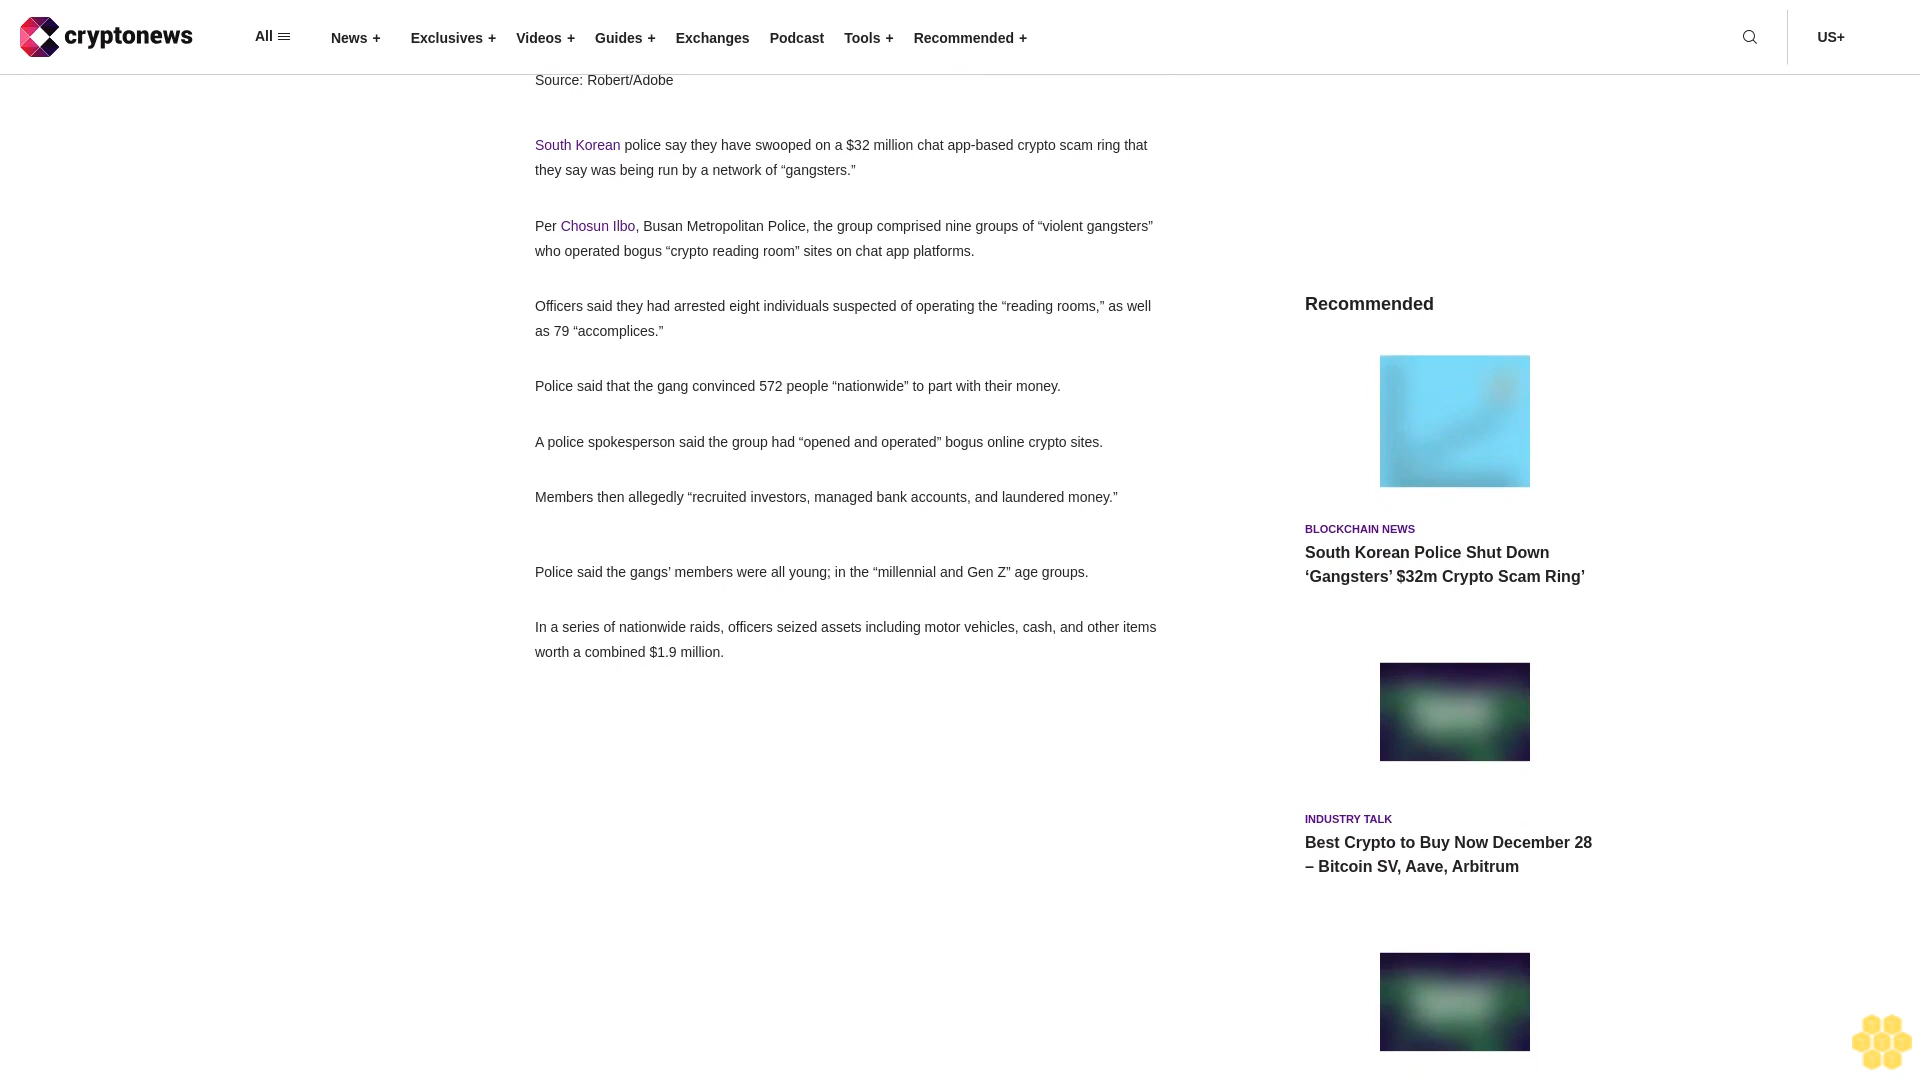 cryptonews
All
News +
Exclusives +
Videos +
Guides +
Exchanges
Podcast
Tools +
Recommended +
US+
Source: Robert/Adobe
South Korean police say they have swooped on a $32 million chat app-based crypto scam ring that
they say was being run by a network of “gangsters.”
Per Chosun Ilbo, Busan Metropolitan Police, the group comprised nine groups of “violent gangsters”
who operated bogus “crypto reading room” sites on chat app platforms.
Officers said they had arrested eight individuals suspected of operating the “reading rooms,” as well
as 79 “accomplices.”
Police said that the gang convinced 572 people “nationwide” to part with their money.
A police spokesperson said the group had “opened and operated” bogus online crypto sites.
Members then allegedly “recruited investors, managed bank accounts, and laundered money.”
Police said the gangs’ members were all young; in the “millennial and Gen Z” age groups.
In a series of nationwide raids, officers seized assets including motor vehicles, cash, and other items
worth a combined $1.9 million.
Recommended
BLOCKCHAIN NEWS
South Korean Police Shut Down
‘Gangsters’ $32m Crypto Scam Ring’
INDUSTRY TALK
Best Crypto to Buy Now December 28
– Bitcoin SV, Aave, Arbitrum